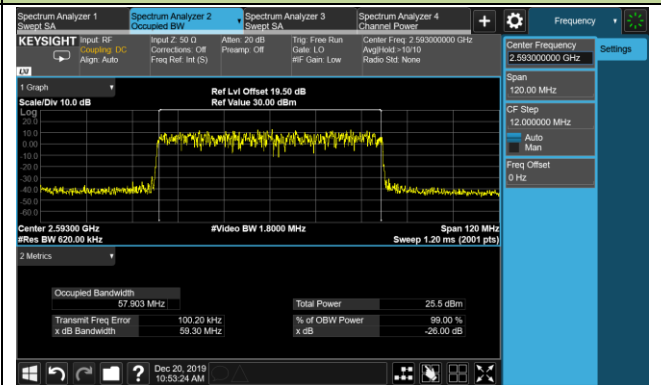 Spectrum Analyzer 1
Swept SA
Spectrum Analyzer 2
Occupied BW
Spectrum Analyzer 3
Swept SA
Spectrum Analyzer 4
Channel Power
+
Frequency
KEYSIGHT
Input: RF
Coupling: DC
Align: Auto
Input Z: 50 Ω
Corrections: Off
Freq Ref: Int (S)
Atten: 20 dB
Preamp: Off
Trig: Free Run
Gate: LO
#IF Gain: Low
Center Freq: 2.593000000 GHz
Avg|Hold:>10/10
Radio Std: None
Center Frequency
2.593000000 GHz
Settings
Span
120.00 MHz
CF Step
12.000000 MHz
Auto
Man
Freq Offset
0 Hz
1 Graph
Scale/Div 10.0 dB
Ref Lvl Offset 19.50 dB
Ref Value 30.00 dBm
Log
20.0
10.0
0.00
-10.0
-20.0
-30.0
-40.0
-50.0
-60.0
Center 2.59300 GHz
#Res BW 620.00 kHz
#Video BW 1.8000 MHz
Span 120 MHz
Sweep 1.20 ms (2001 pts)
2 Metrics
Occupied Bandwidth
57.903 MHz
Total Power 25.5 dBm
Transmit Freq Error 100.20 kHz
x dB Bandwidth 59.30 MHz
% of OBW Power 99.00 %
x dB -26.00 dB
?
Dec 20, 2019
10:53:24 AM